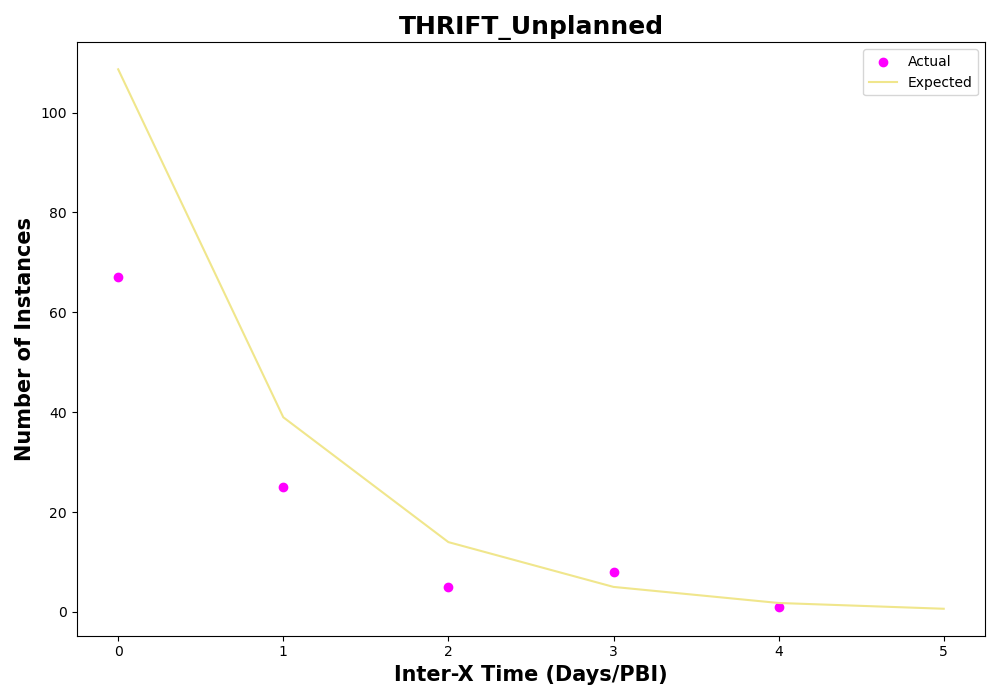 THRIFT_Unplanned
Actual
Expected
Number of Instances
100
80
60
40
20
0
0 1 2 3 4 5
Inter-X Time (Days/PBI)